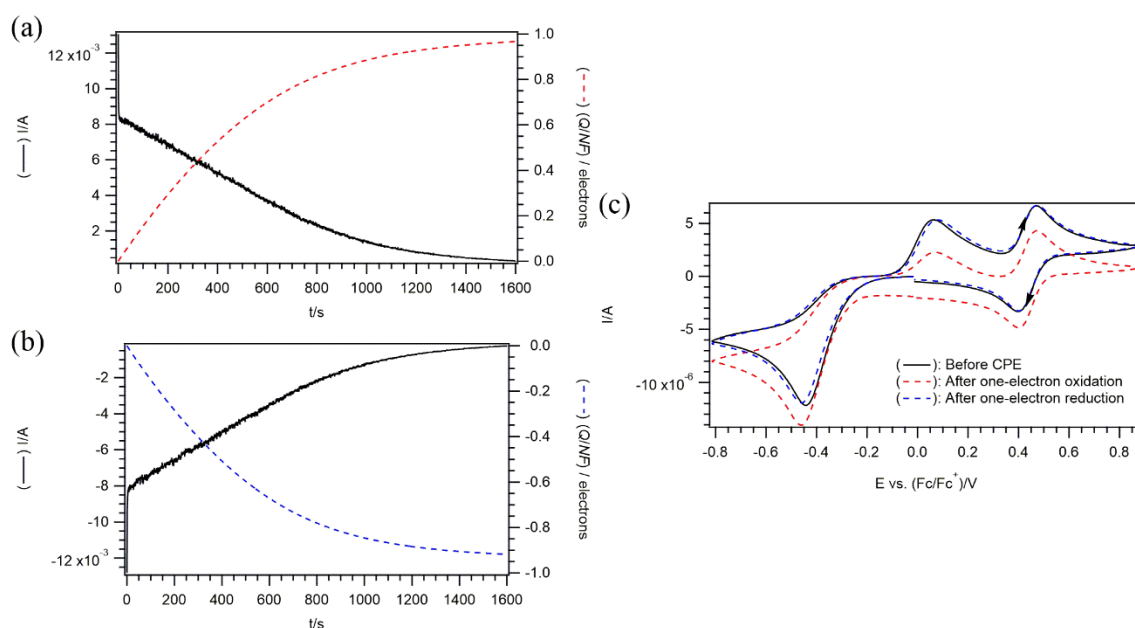 (a)
12 x10⁻³
10
8
6
4
2
(——) I/A
1.0
0.8
0.6
0.4
0.2
0.0
(- - -) (Q/NF) / electrons
0 200 400 600 800 1000 1200 1400 1600
t/s
(b)
-2
-4
-6
-8
-10
-12 x10⁻³
(——) I/A
0.0
-0.2
-0.4
-0.6
-0.8
-1.0
(- - -) (Q/NF) / electrons
0 200 400 600 800 1000 1200 1400 1600
t/s
(c)
5
0
-5
-10 x10⁻⁶
I/A
(——): Before CPE
(- - -): After one-electron oxidation
(- - -): After one-electron reduction
-0.8 -0.6 -0.4 -0.2 0.0 0.2 0.4 0.6 0.8
E vs. (Fc/Fc⁺)/V